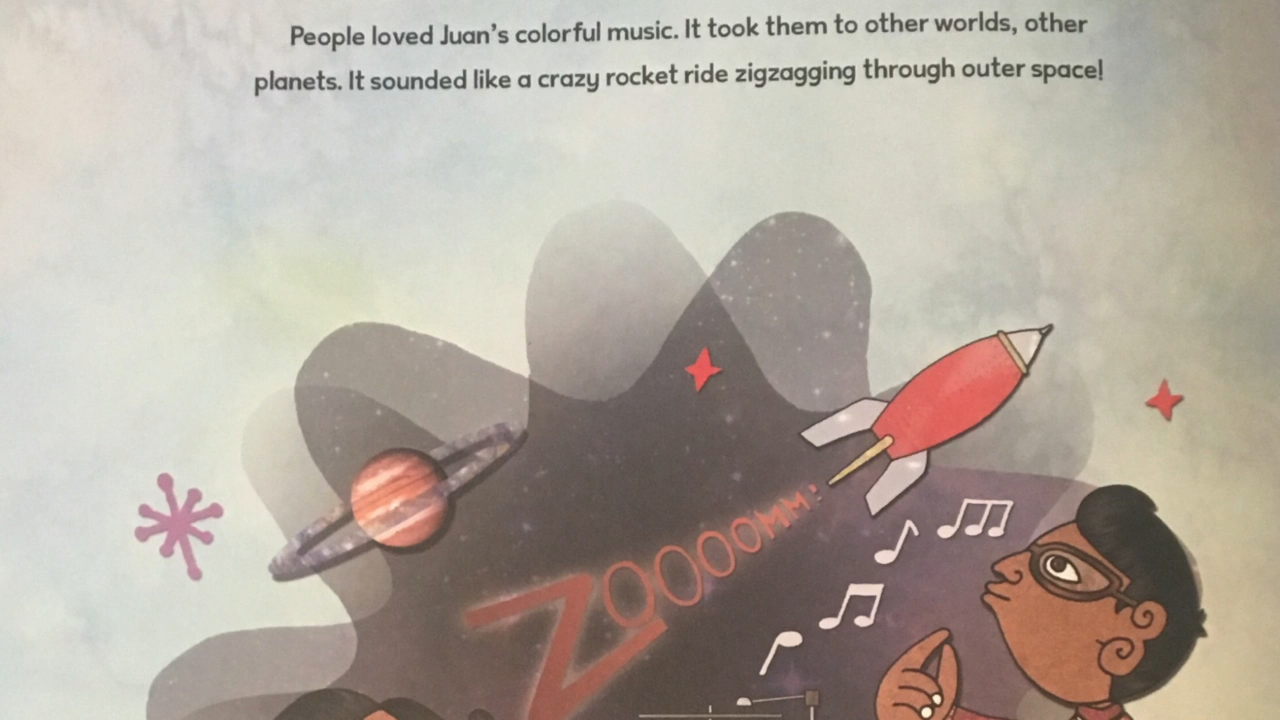 People loved Juan's colorful music. It took them to other worlds, other
planets. It sounded like a crazy rocket ride zigzagging through outer space!
ZOOOOMM!